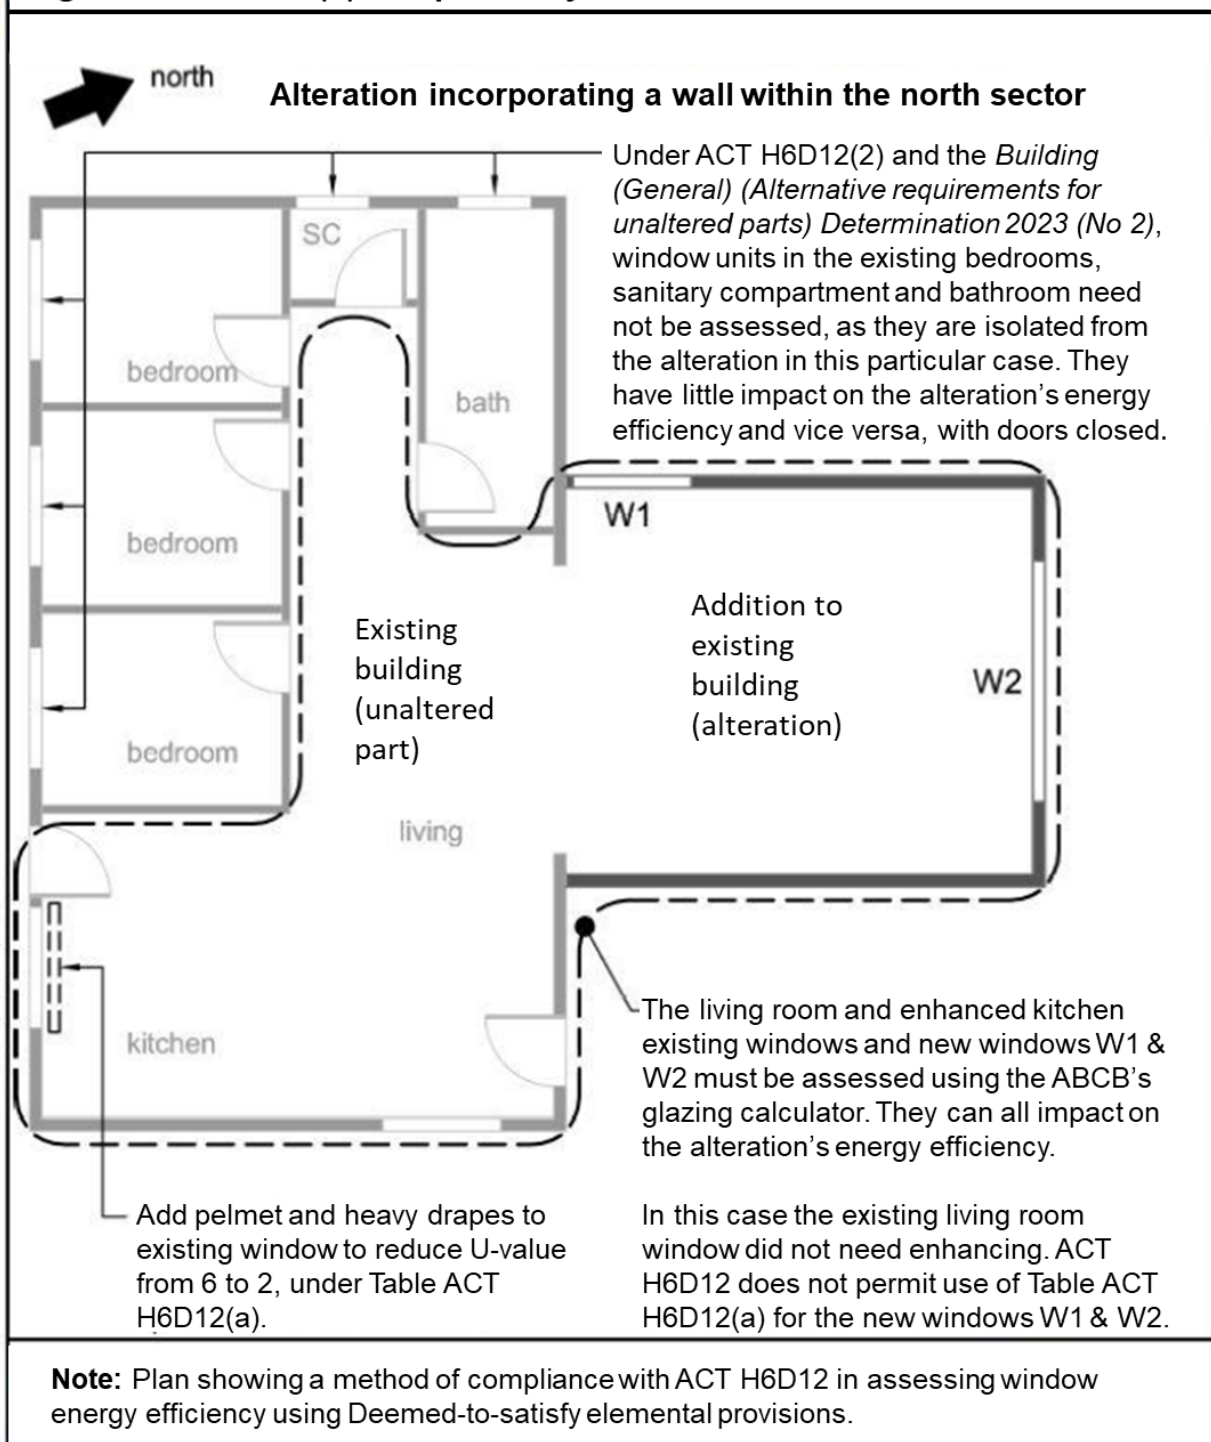 north
Alteration incorporating a wall within the north sector
Under ACT H6D12(2) and the Building
(General) (Alternative requirements for
unaltered parts) Determination 2023 (No 2),
window units in the existing bedrooms,
sanitary compartment and bathroom need
not be assessed, as they are isolated from
the alteration in this particular case. They
have little impact on the alteration's energy
efficiency and vice versa, with doors closed.
SC
bedroom
bath
W1
bedroom
Existing
building
(unaltered
part)
Addition to
existing
building
(alteration)
W2
bedroom
living
kitchen
The living room and enhanced kitchen
existing windows and new windows W1 &
W2 must be assessed using the ABCB's
glazing calculator. They can all impact on
the alteration's energy efficiency.
Add pelmet and heavy drapes to
existing window to reduce U-value
from 6 to 2, under Table ACT
H6D12(a).
In this case the existing living room
window did not need enhancing. ACT
H6D12 does not permit use of Table ACT
H6D12(a) for the new windows W1 & W2.
Note: Plan showing a method of compliance with ACT H6D12 in assessing window
energy efficiency using Deemed-to-satisfy elemental provisions.